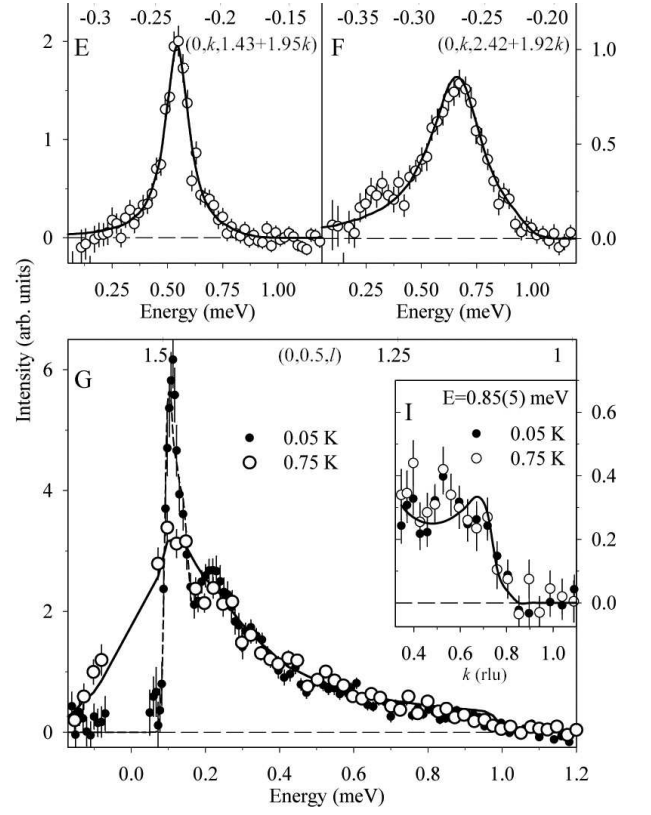 -0.3 -0.25 -0.2 -0.15
-0.35 -0.30 -0.25 -0.20
E (0,k,1.43+1.95k)
F (0,k,2.42+1.92k)
2
1
0
1.0
0.5
0.0
0.25 0.50 0.75 1.00
0.25 0.50 0.75 1.00
Energy (meV)
Energy (meV)
Intensity (arb. units)
1.5 (0,0.5,l) 1.25 1
G
6
4
2
0
0.05 K
0.75 K
I E=0.85(5) meV
0.05 K
0.75 K
0.6
0.4
0.2
0.0
0.4 0.6 0.8 1.0
k (rlu)
0.0 0.2 0.4 0.6 0.8 1.0 1.2
Energy (meV)